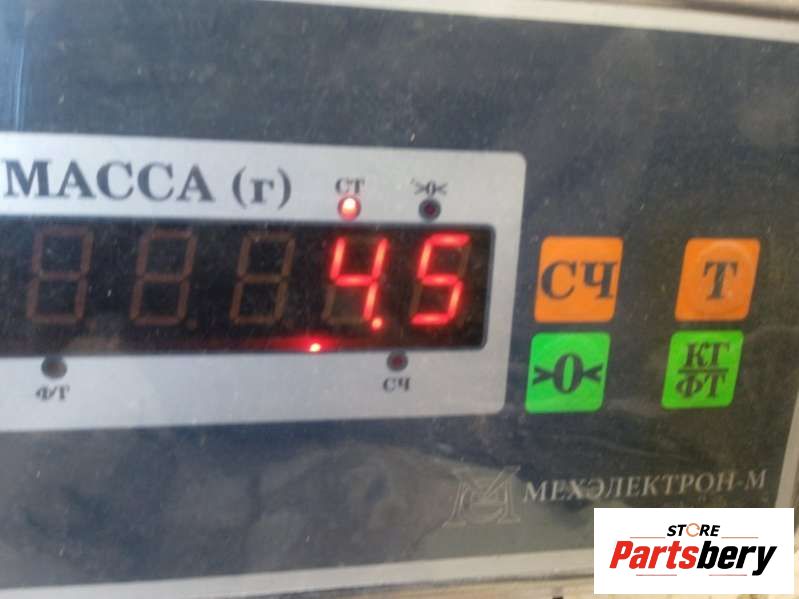 МАССА (г)
СТ
>0<
4.5
Ф/Т
СЧ
СЧ
Т
>0<
КГ
ФТ
МЕХЭЛЕКТРОН-М
STORE
Partsbery